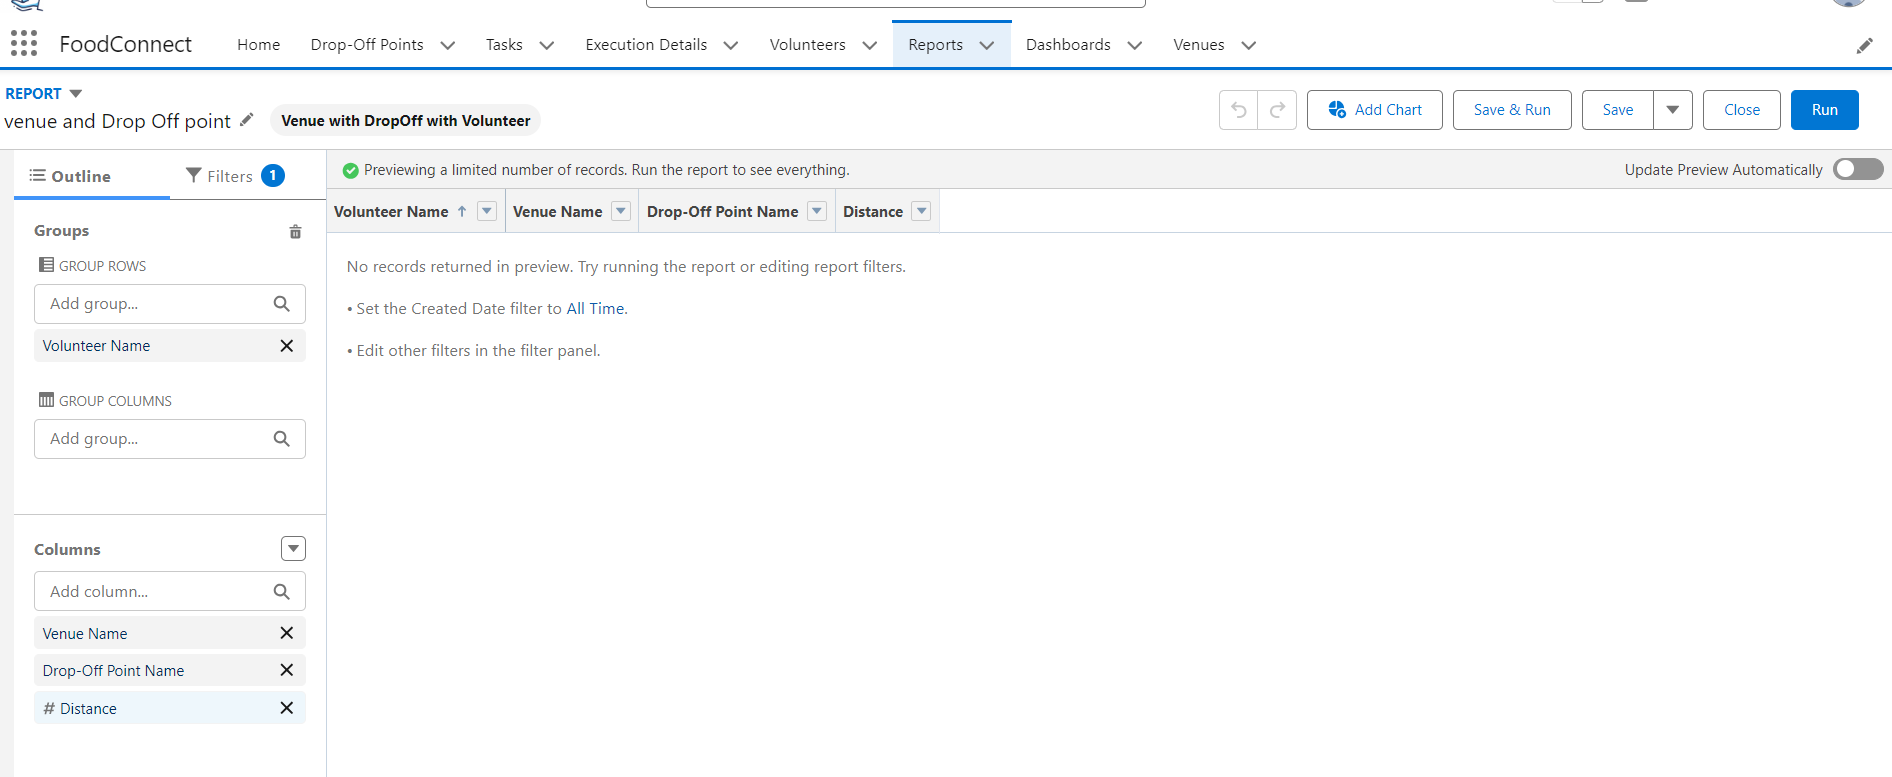 FoodConnect Home Drop-Off Points Tasks Execution Details Volunteers Reports Dashboards Venues
REPORT
venue and Drop Off point Venue with DropOff with Volunteer
Add Chart Save & Run Save Close Run
Outline Filters 1
Previewing a limited number of records. Run the report to see everything.
Update Preview Automatically
Volunteer Name Venue Name Drop-Off Point Name Distance
Groups
GROUP ROWS
Add group...
Volunteer Name
GROUP COLUMNS
Add group...
Columns
Add column...
Venue Name
Drop-Off Point Name
# Distance
No records returned in preview. Try running the report or editing report filters.
• Set the Created Date filter to All Time.
• Edit other filters in the filter panel.